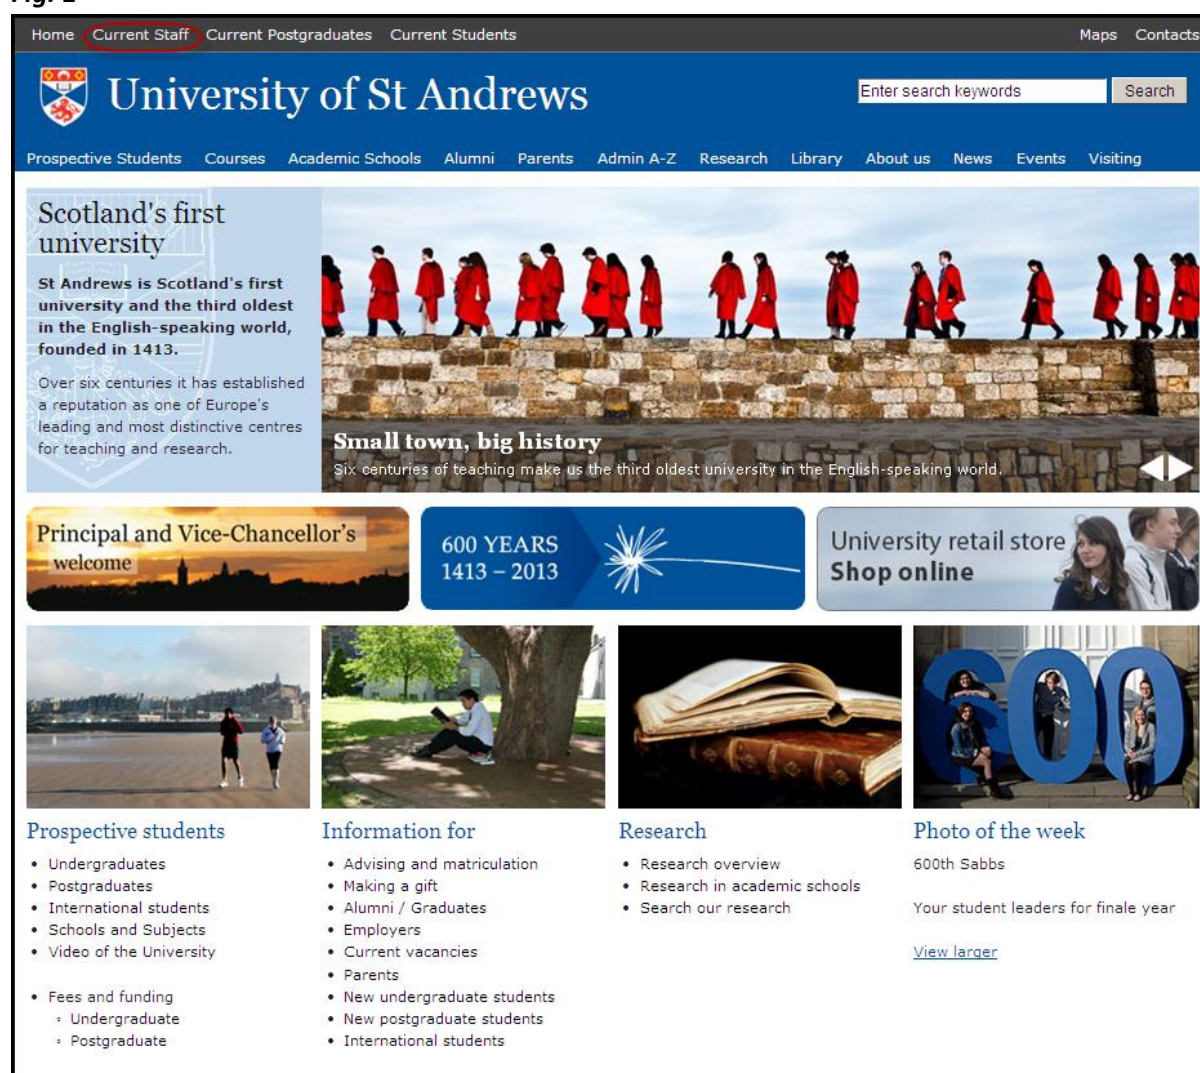 Home Current Staff Current Postgraduates Current Students Maps Contacts
University of St Andrews
Enter search keywords Search
Prospective Students Courses Academic Schools Alumni Parents Admin A-Z Research Library About us News Events Visiting
Scotland's first
university
St Andrews is Scotland's first
university and the third oldest
in the English-speaking world,
founded in 1413.
Over six centuries it has established
a reputation as one of Europe's
leading and most distinctive centres
for teaching and research.
Small town, big history
Six centuries of teaching make us the third oldest university in the English-speaking world.
Principal and Vice-Chancellor's
welcome
600 YEARS
1413 – 2013
University retail store
Shop online
600
Prospective students
• Undergraduates
• Postgraduates
• International students
• Schools and Subjects
• Video of the University
• Fees and funding
◦ Undergraduate
◦ Postgraduate
Information for
• Advising and matriculation
• Making a gift
• Alumni / Graduates
• Employers
• Current vacancies
• Parents
• New undergraduate students
• New postgraduate students
• International students
Research
• Research overview
• Research in academic schools
• Search our research
Photo of the week
600th Sabbs
Your student leaders for finale year
View larger